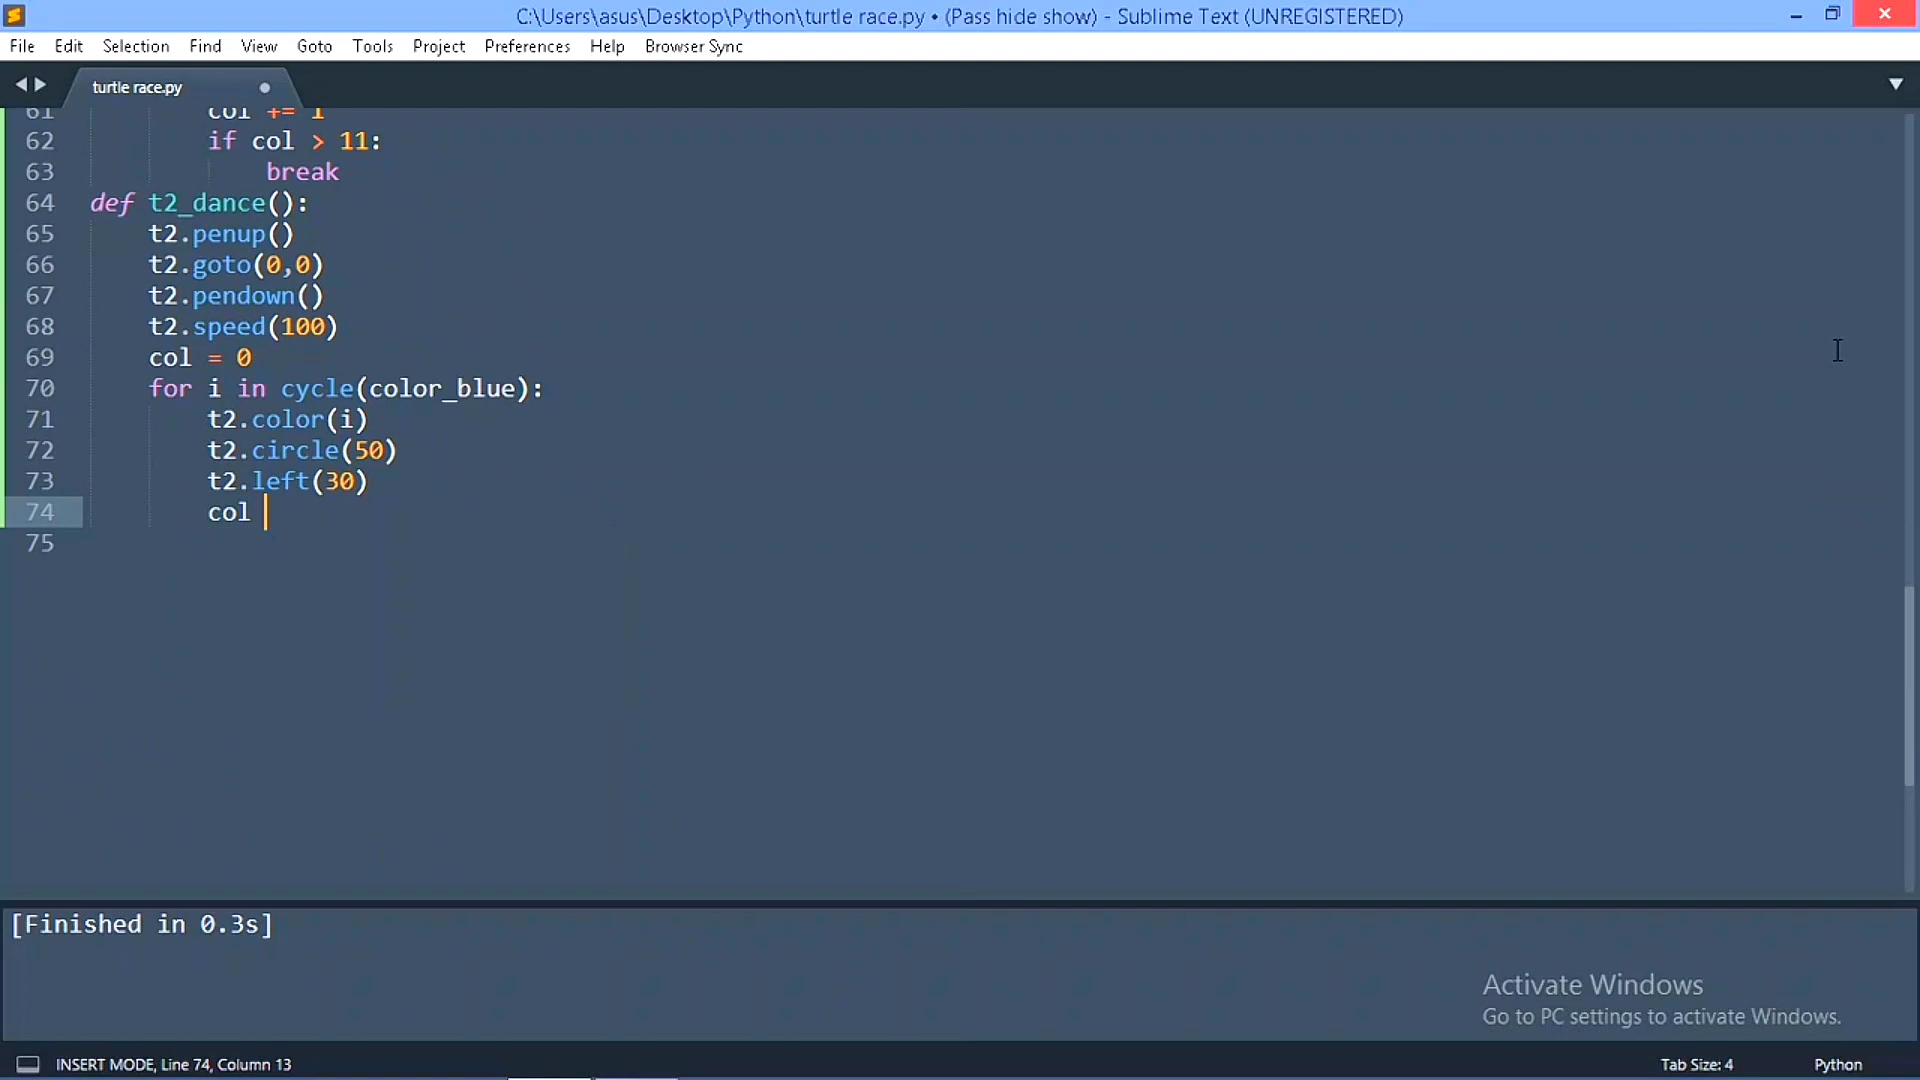 C:\Users\asus\Desktop\Python\turtle race.py • (Pass hide show) - Sublime Text (UNREGISTERED)
File Edit Selection Find View Goto Tools Project Preferences Help Browser Sync
turtle race.py
61 col += 1
62 if col > 11:
63 break
64 def t2_dance():
65 t2.penup()
66 t2.goto(0,0)
67 t2.pendown()
68 t2.speed(100)
69 col = 0
70 for i in cycle(color_blue):
71 t2.color(i)
72 t2.circle(50)
73 t2.left(30)
74 col
75
[Finished in 0.3s]
Activate Windows
Go to PC settings to activate Windows.
INSERT MODE, Line 74, Column 13 Tab Size: 4 Python